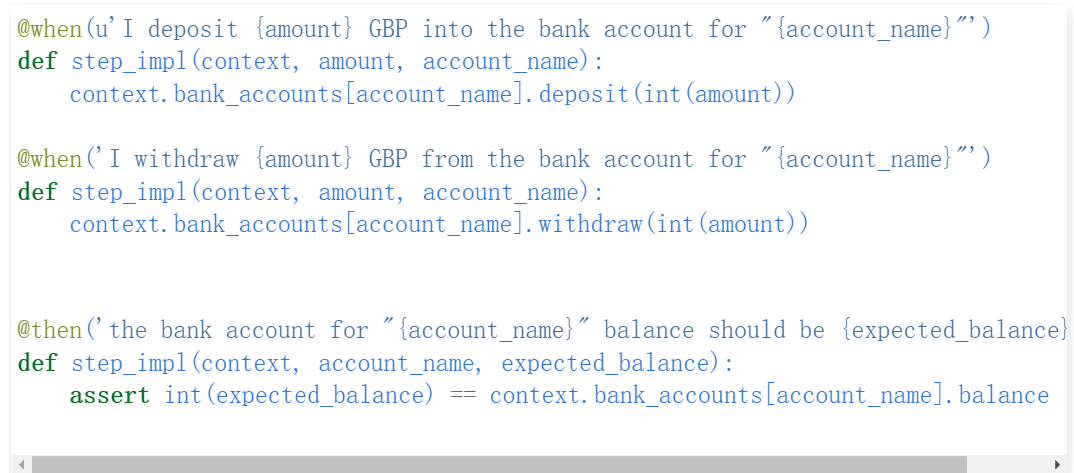 @when(u'I deposit {amount} GBP into the bank account for "{account_name}"')
def step_impl(context, amount, account_name):
    context.bank_accounts[account_name].deposit(int(amount))
@when('I withdraw {amount} GBP from the bank account for "{account_name}"')
def step_impl(context, amount, account_name):
    context.bank_accounts[account_name].withdraw(int(amount))
@then('the bank account for "{account_name}" balance should be {expected_balance}
def step_impl(context, account_name, expected_balance):
    assert int(expected_balance) == context.bank_accounts[account_name].balance